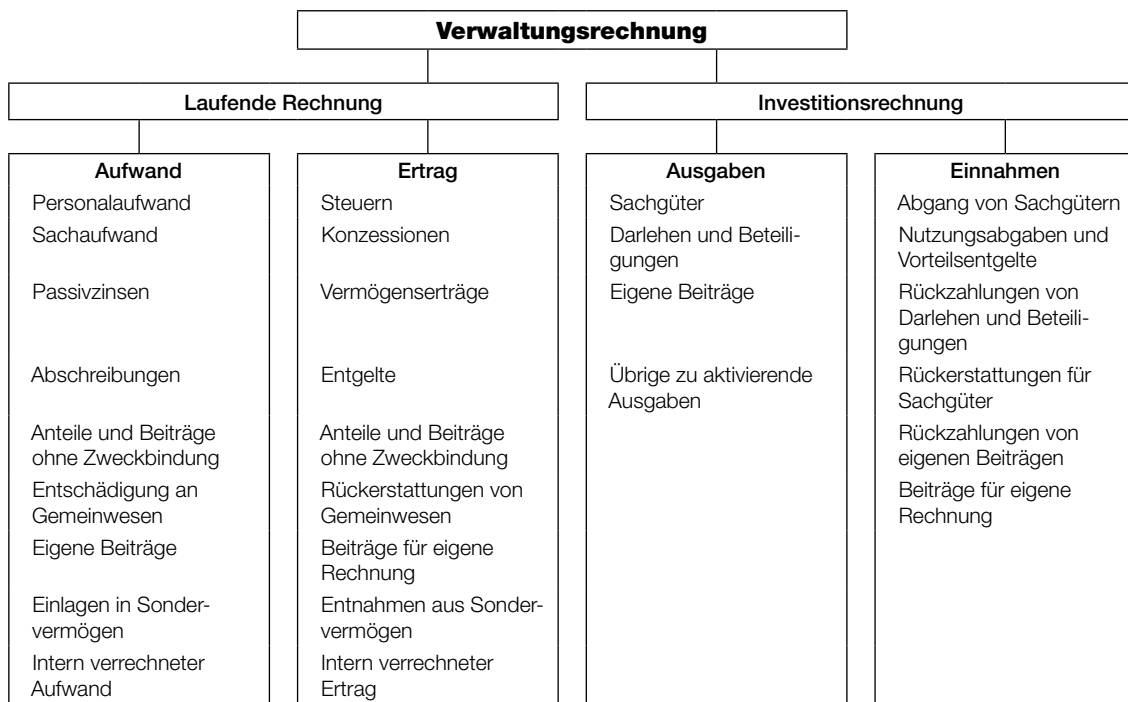 Verwaltungsrechnung
Laufende Rechnung
Investitionsrechnung
Aufwand
Personalaufwand
Sachaufwand
Passivzinsen
Abschreibungen
Anteile und Beiträge
ohne Zweckbindung
Entschädigung an
Gemeinwesen
Eigene Beiträge
Einlagen in Sonder-
vermögen
Intern verrechneter
Aufwand
Ertrag
Steuern
Konzessionen
Vermögenserträge
Entgelte
Anteile und Beiträge
ohne Zweckbindung
Rückerstattungen von
Gemeinwesen
Beiträge für eigene
Rechnung
Entnahmen aus Sonder-
vermögen
Intern verrechneter
Ertrag
Ausgaben
Sachgüter
Darlehen und Beteili-
gungen
Eigene Beiträge
Übrige zu aktivierende
Ausgaben
Einnahmen
Abgang von Sachgütern
Nutzungsabgaben und
Vorteilsentgelte
Rückzahlungen von
Darlehen und Beteili-
gungen
Rückerstattungen für
Sachgüter
Rückzahlungen von
eigenen Beiträgen
Beiträge für eigene
Rechnung